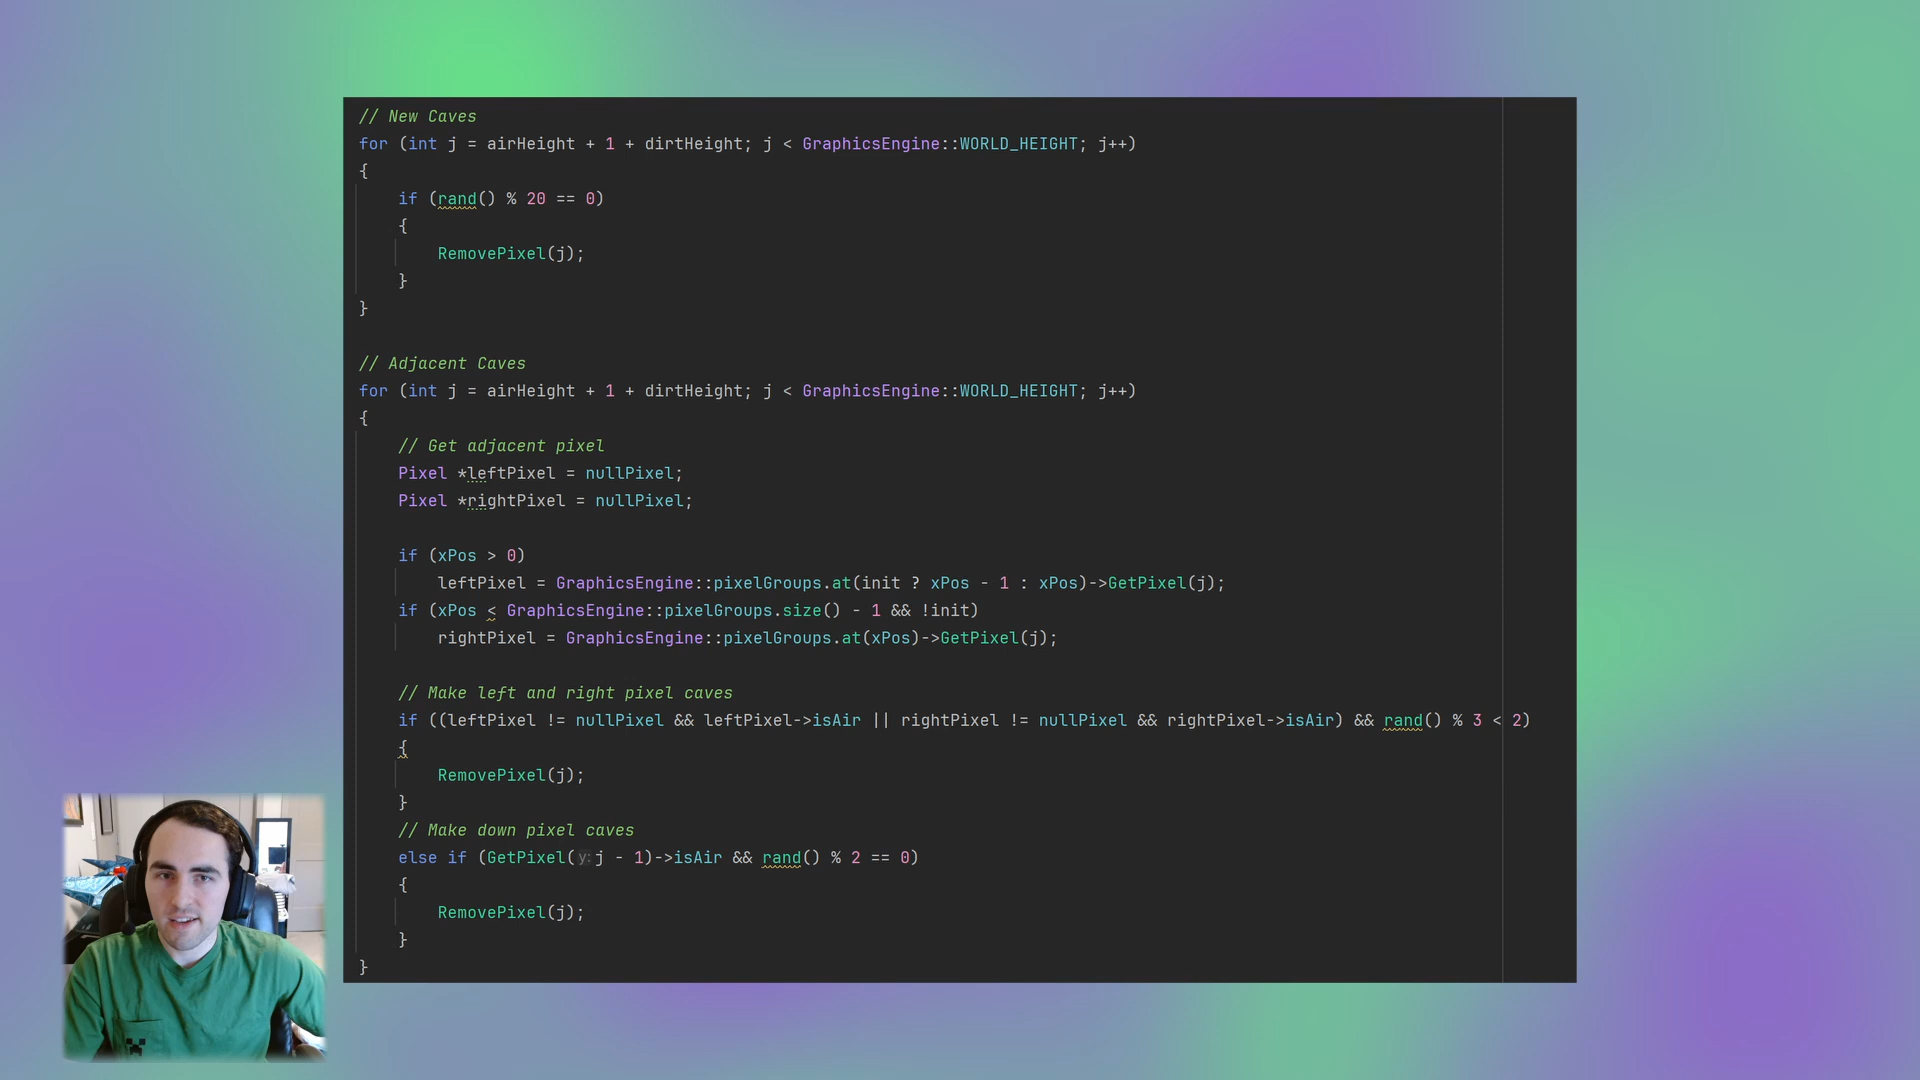 // New Caves
for (int j = airHeight + 1 + dirtHeight; j < GraphicsEngine::WORLD_HEIGHT; j++)
{
    if (rand() % 20 == 0)
    {
        RemovePixel(j);
    }
}

// Adjacent Caves
for (int j = airHeight + 1 + dirtHeight; j < GraphicsEngine::WORLD_HEIGHT; j++)
{
    // Get adjacent pixel
    Pixel *leftPixel = nullPixel;
    Pixel *rightPixel = nullPixel;

    if (xPos > 0)
        leftPixel = GraphicsEngine::pixelGroups.at(init ? xPos - 1 : xPos)->GetPixel(j);
    if (xPos < GraphicsEngine::pixelGroups.size() - 1 && !init)
        rightPixel = GraphicsEngine::pixelGroups.at(xPos)->GetPixel(j);

    // Make left and right pixel caves
    if ((leftPixel != nullPixel && leftPixel->isAir || rightPixel != nullPixel && rightPixel->isAir) && rand() % 3 < 2)
    {
        RemovePixel(j);
    }
    // Make down pixel caves
    else if (GetPixel(y: j - 1)->isAir && rand() % 2 == 0)
    {
        RemovePixel(j);
    }
}